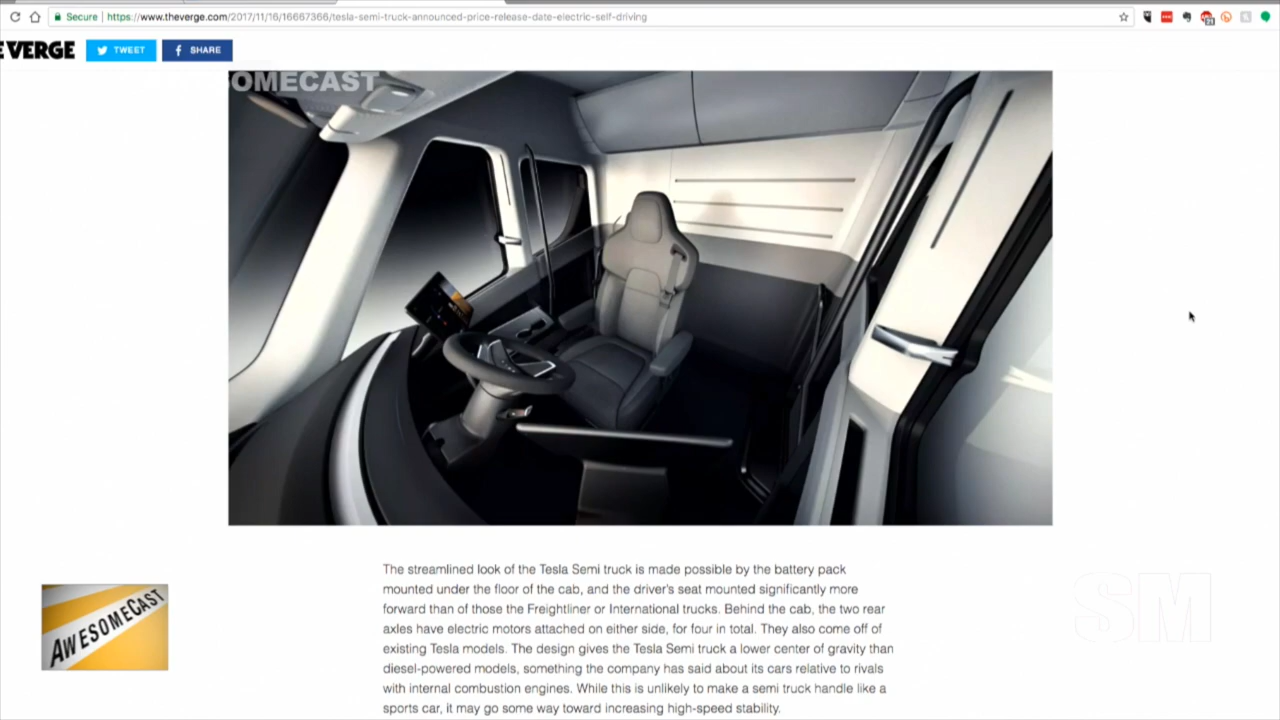 Secure | https://www.theverge.com/2017/11/16/16667366/tesla-semi-truck-announced-price-release-date-electric-self-driving
E VERGE TWEET SHARE
OMECAST
The streamlined look of the Tesla Semi truck is made possible by the battery pack
mounted under the floor of the cab, and the driver's seat mounted significantly more
forward than of those the Freightliner or International trucks. Behind the cab, the two rear
axles have electric motors attached on either side, for four in total. They also come off of
existing Tesla models. The design gives the Tesla Semi truck a lower center of gravity than
diesel-powered models, something the company has said about its cars relative to rivals
with internal combustion engines. While this is unlikely to make a semi truck handle like a
sports car, it may go some way toward increasing high-speed stability.
AWESOMECAST
SM